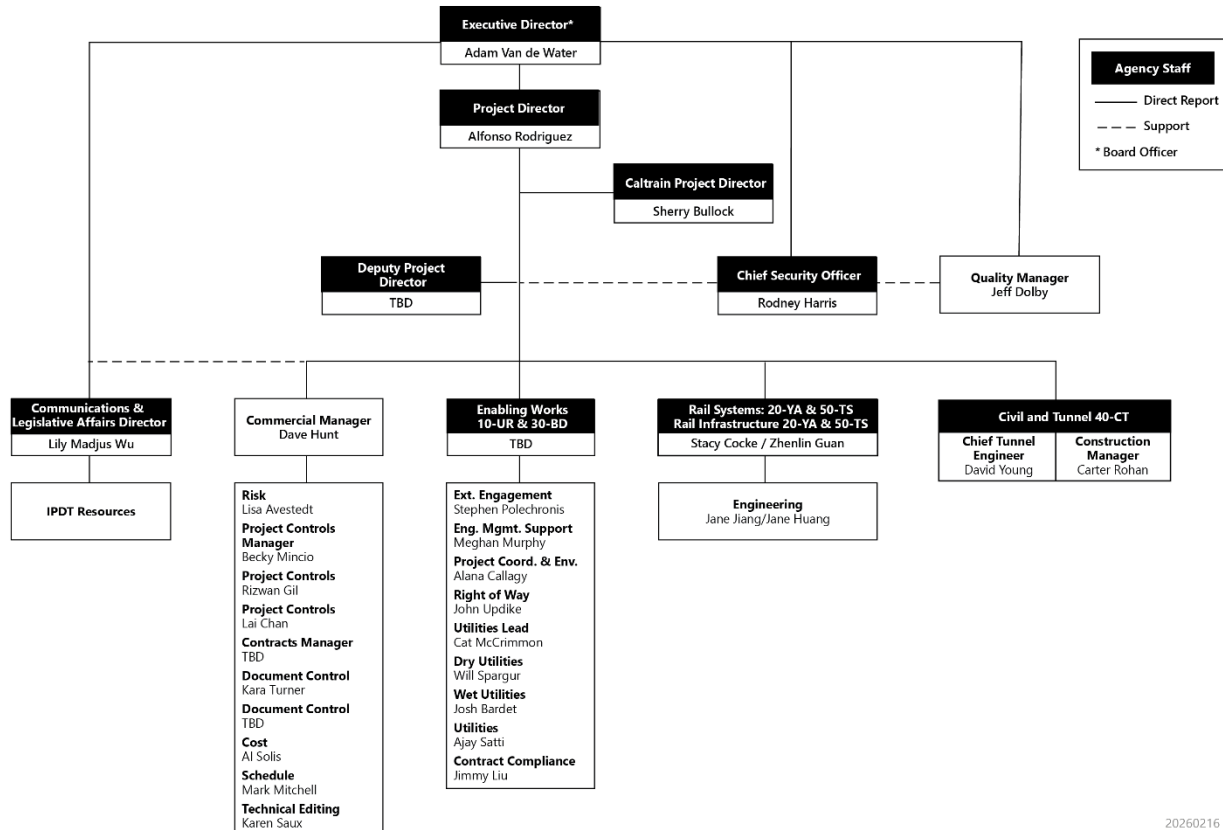 Executive Director*
Adam Van de Water
Agency Staff
Direct Report
Support
* Board Officer
Project Director
Alfonso Rodriguez
Caltrain Project Director
Sherry Bullock
Deputy Project
Director
TBD
Chief Security Officer
Rodney Harris
Quality Manager
Jeff Dolby
Communications &
Legislative Affairs Director
Lily Madjus Wu
IPDT Resources
Commercial Manager
Dave Hunt
Risk
Lisa Avestedt
Project Controls
Manager
Becky Mincio
Project Controls
Rizwan Gil
Project Controls
Lai Chan
Contracts Manager
TBD
Document Control
Kara Turner
Document Control
TBD
Cost
Al Solis
Schedule
Mark Mitchell
Technical Editing
Karen Saux
Enabling Works
10-UR & 30-BD
TBD
Ext. Engagement
Stephen Polechronis
Eng. Mgmt. Support
Meghan Murphy
Project Coord. & Env.
Alana Callagy
Right of Way
John Updike
Utilities Lead
Cat McCrimmon
Dry Utilities
Will Spargur
Wet Utilities
Josh Bardet
Utilities
Ajay Satti
Contract Compliance
Jimmy Liu
Rail Systems: 20-YA & 50-TS
Rail Infrastructure 20-YA & 50-TS
Stacy Cocke / Zhenlin Guan
Engineering
Jane Jiang/Jane Huang
Civil and Tunnel 40-CT
Chief Tunnel
Engineer
David Young
Construction
Manager
Carter Rohan
20260216